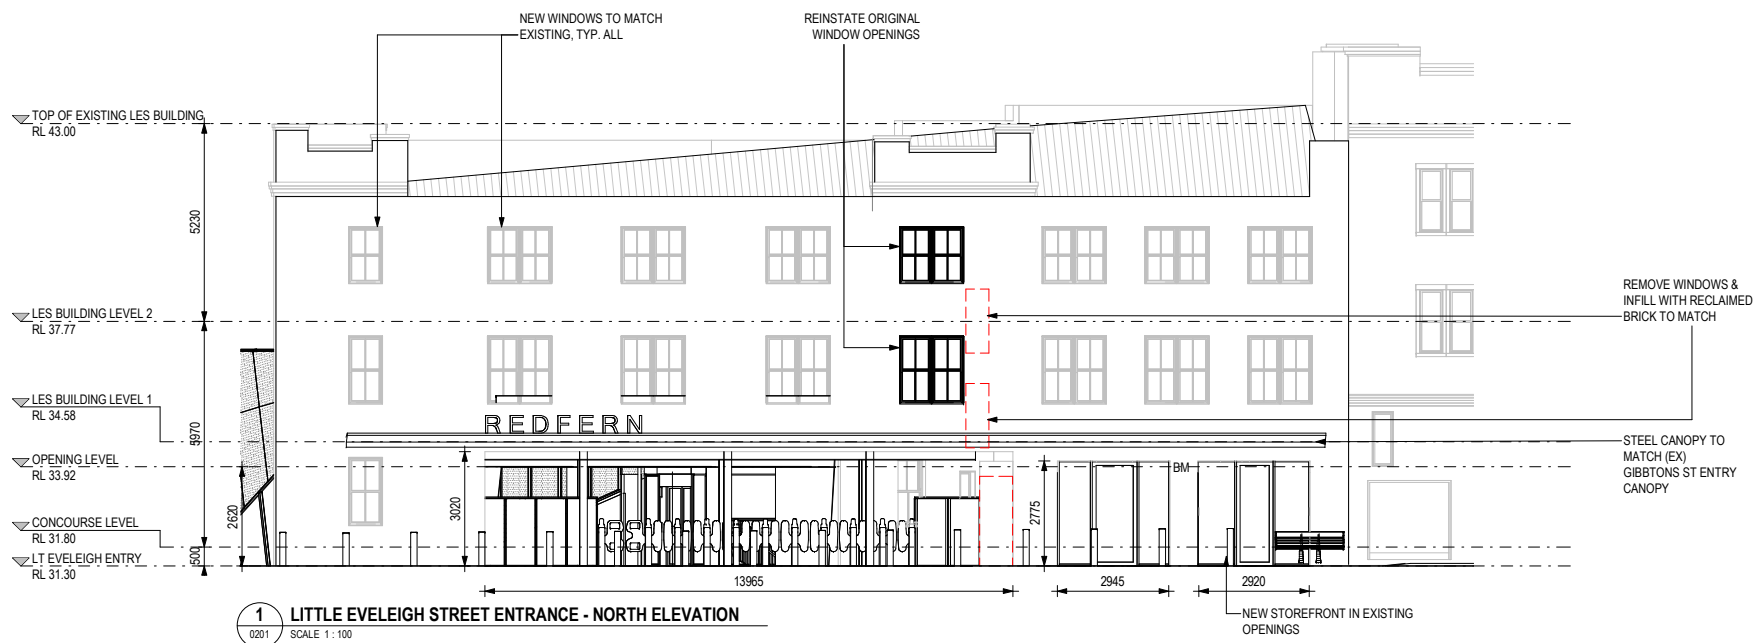 NEW WINDOWS TO MATCH
EXISTING, TYP. ALL
REINSTATE ORIGINAL
WINDOW OPENINGS
TOP OF EXISTING LES BUILDING
RL 43.00
5230
REMOVE WINDOWS &
INFILL WITH RECLAIMED
BRICK TO MATCH
LES BUILDING LEVEL 2
RL 37.77
LES BUILDING LEVEL 1
RL 34.58
REDFERN
5970
STEEL CANOPY TO
MATCH (EX)
GIBBTONS ST ENTRY
CANOPY
OPENING LEVEL
RL 33.92
BM
2620
3020
2775
CONCOURSE LEVEL
RL 31.80
500
LT EVELEIGH ENTRY
RL 31.30
13965
2945
2920
1
0201
LITTLE EVELEIGH STREET ENTRANCE - NORTH ELEVATION
SCALE 1 : 100
NEW STOREFRONT IN EXISTING
OPENINGS